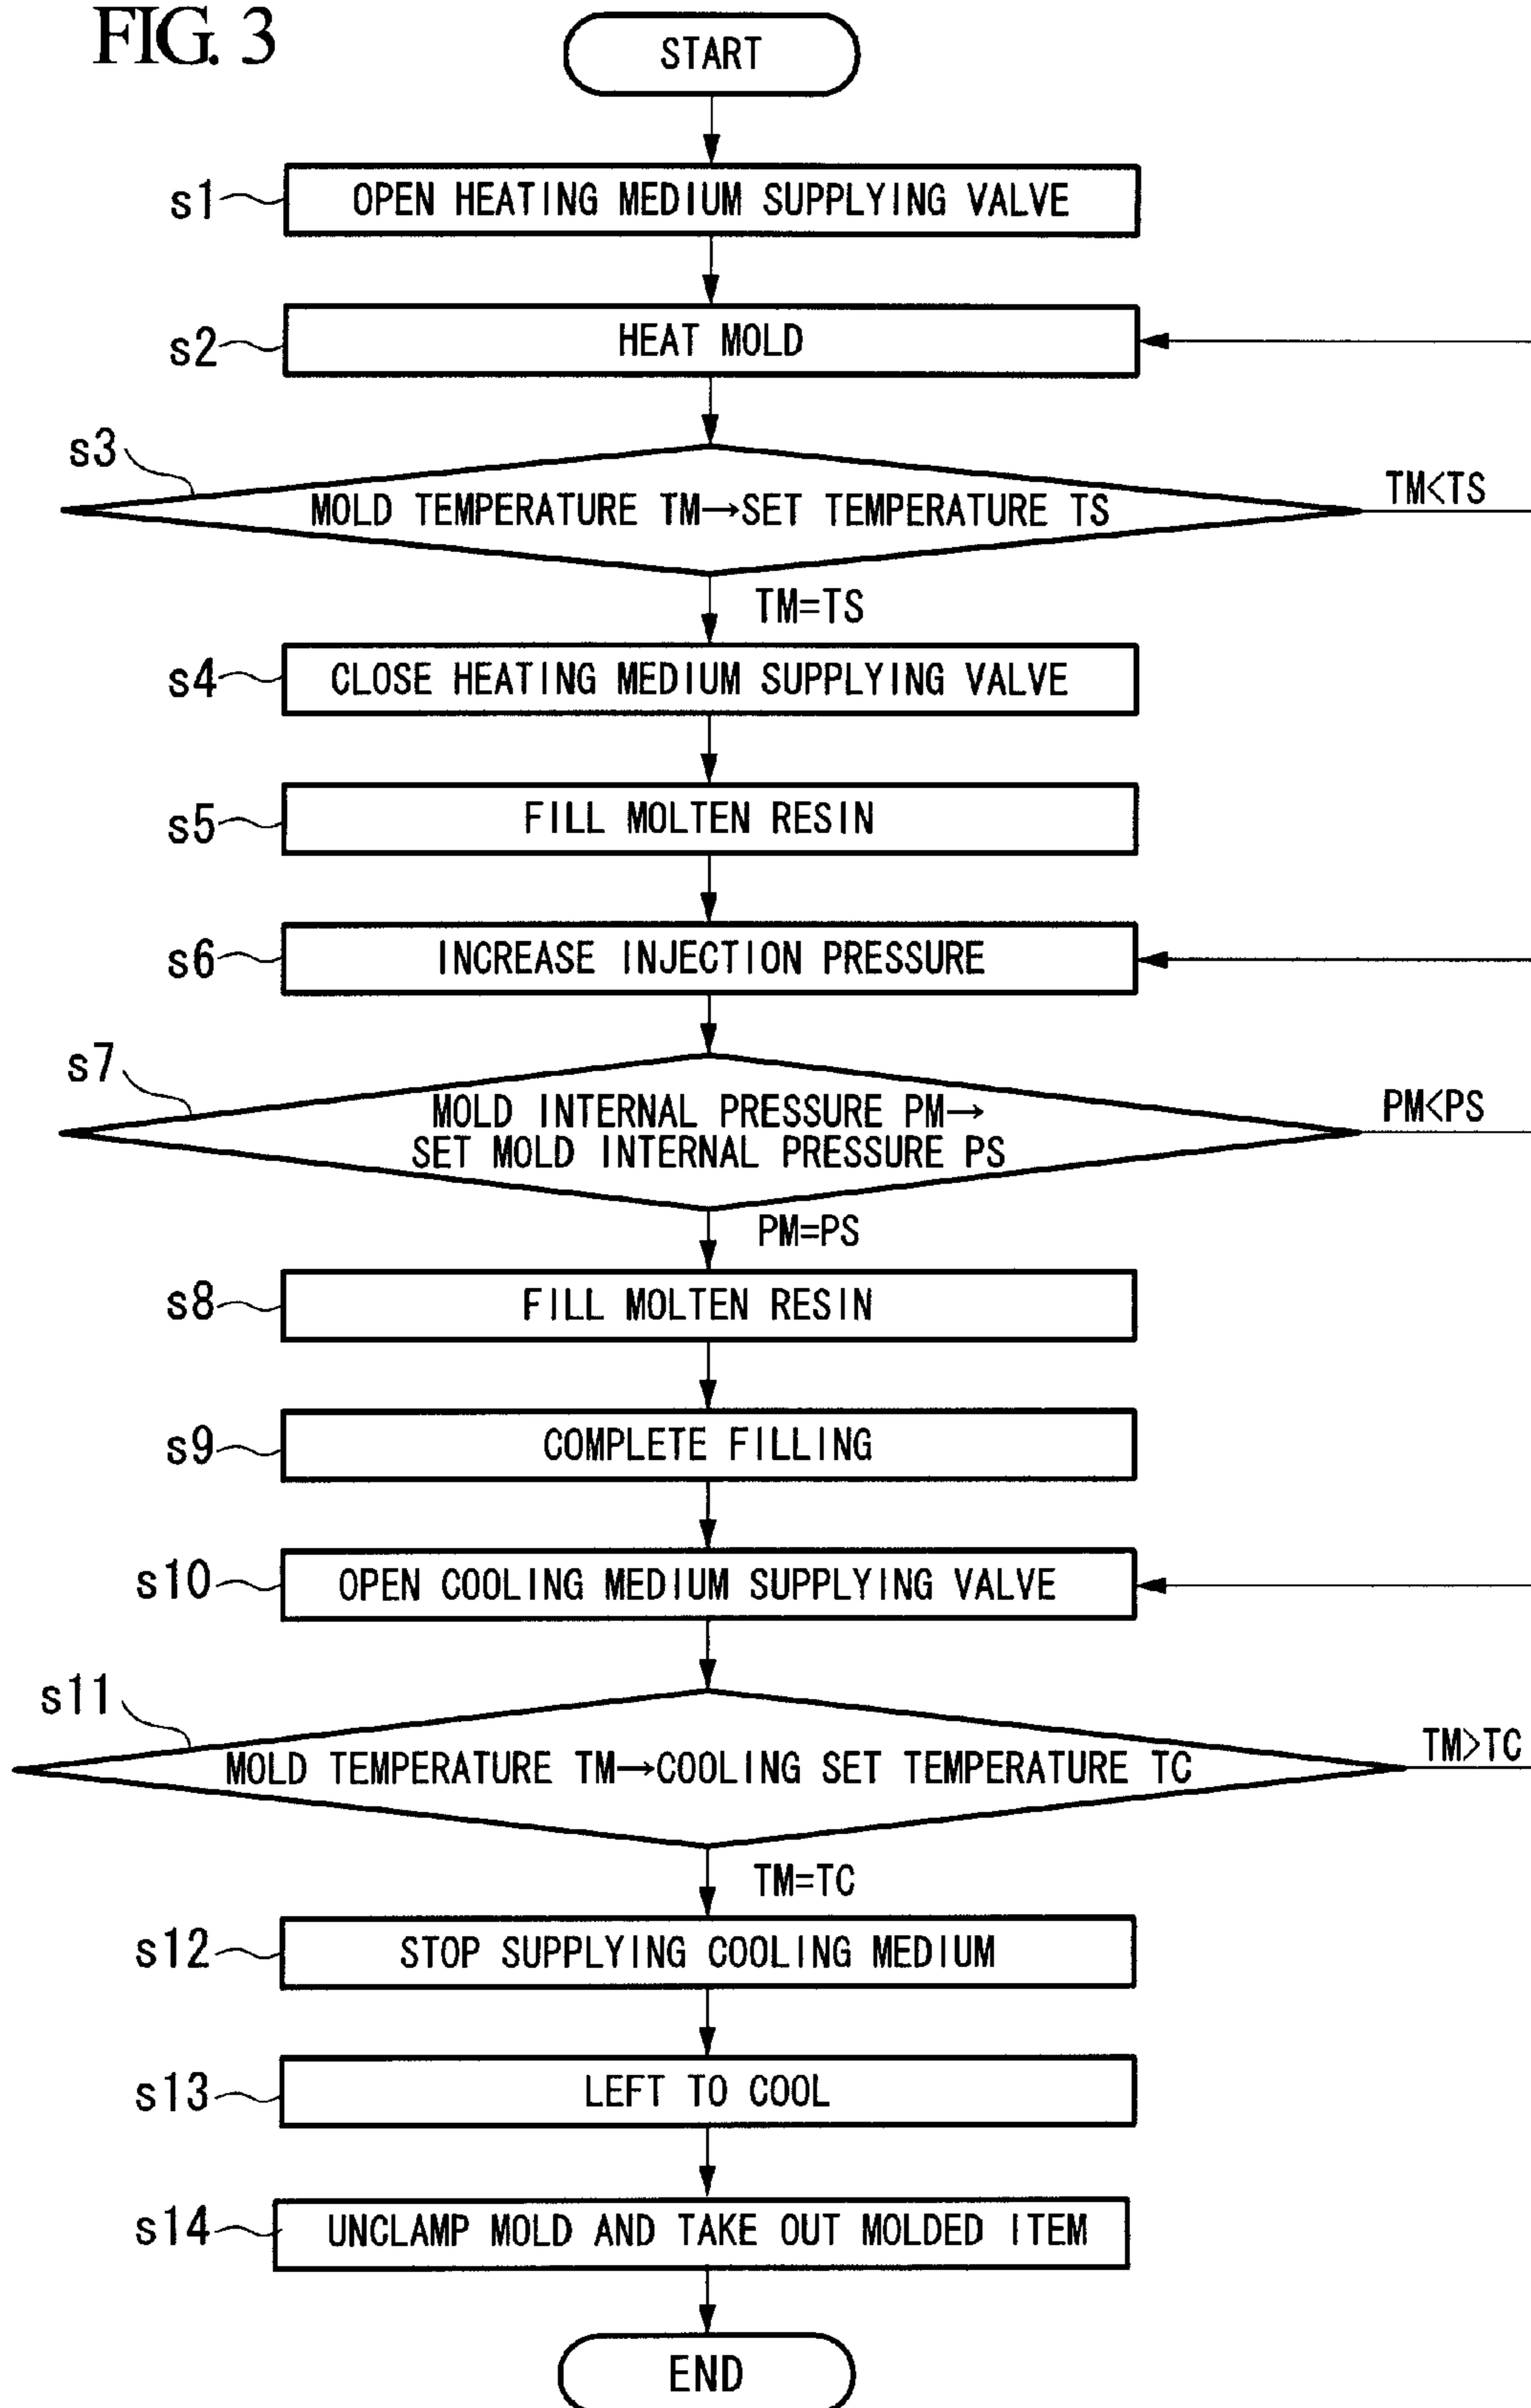 FIG. 3
START
s1 OPEN HEATING MEDIUM SUPPLYING VALVE
s2 HEAT MOLD
s3 MOLD TEMPERATURE TM→SET TEMPERATURE TS
TM<TS
TM=TS
s4 CLOSE HEATING MEDIUM SUPPLYING VALVE
s5 FILL MOLTEN RESIN
s6 INCREASE INJECTION PRESSURE
s7 MOLD INTERNAL PRESSURE PM→
SET MOLD INTERNAL PRESSURE PS
PM<PS
PM=PS
s8 FILL MOLTEN RESIN
s9 COMPLETE FILLING
s10 OPEN COOLING MEDIUM SUPPLYING VALVE
s11 MOLD TEMPERATURE TM→COOLING SET TEMPERATURE TC
TM>TC
TM=TC
s12 STOP SUPPLYING COOLING MEDIUM
s13 LEFT TO COOL
s14 UNCLAMP MOLD AND TAKE OUT MOLDED ITEM
END